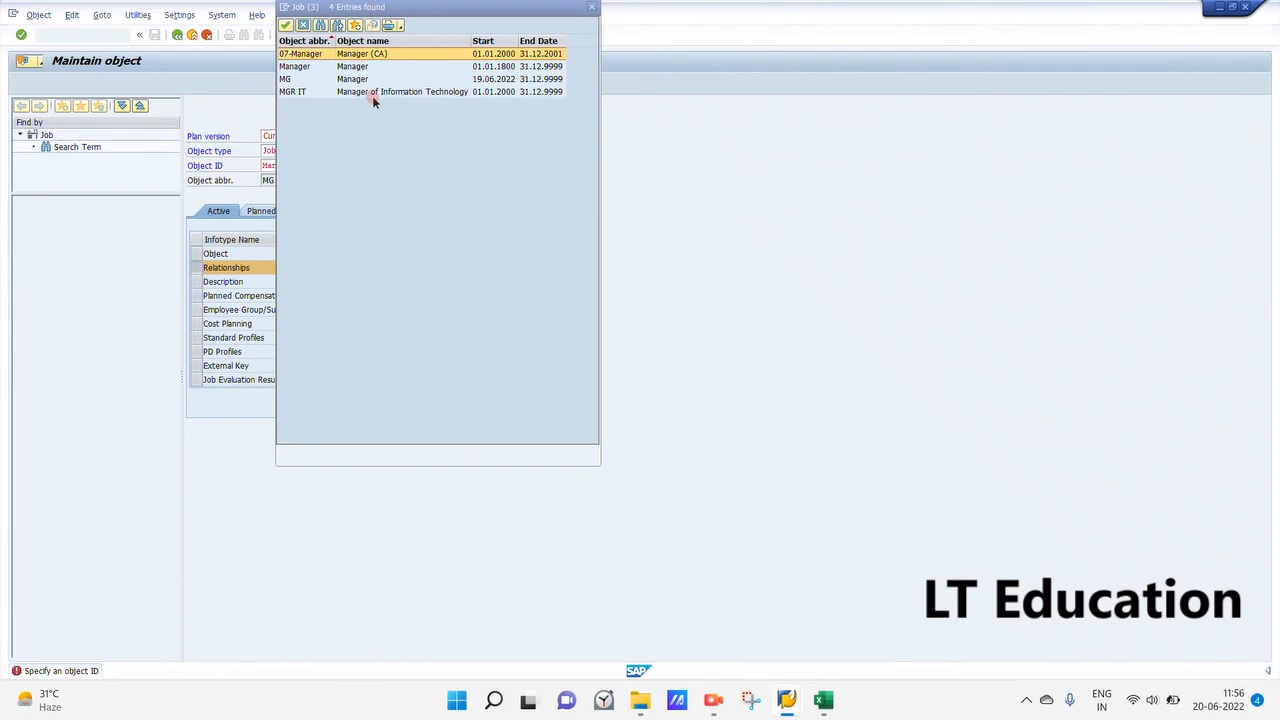 Object Edit Goto Utilities Settings System Help
Job (3) 4 Entries found
Object abbr. Object name Start End Date
07-Manager Manager (CA) 01.01.2000 31.12.2001
Manager Manager 01.01.1800 31.12.9999
MG Manager 19.06.2022 31.12.9999
MGR IT Manager of Information Technology 01.01.2000 31.12.9999
Maintain object
Find by
Job
Search Term
Plan version
Object type Job
Object ID
Object abbr. MG
Active Planned
Infotype Name
Object
Relationships
Description
Planned Compensat
Employee Group/Su
Cost Planning
Standard Profiles
PD Profiles
External Key
Job Evaluation Resu
LT Education
Specify an object ID
SAP
31°C
Haze
ENG
IN
11:56
20-06-2022
4